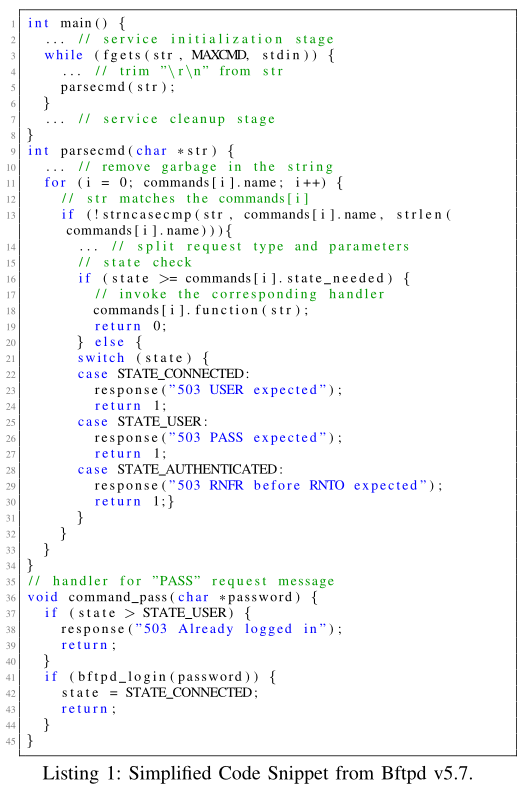 1 int main() {
2 ... // service initialization stage
3 while (fgets(str, MAXCMD, stdin)) {
4 ... // trim "\r\n" from str
5 parsecmd(str);
6 }
7 ... // service cleanup stage
8 }
9 int parsecmd(char *str) {
10 ... // remove garbage in the string
11 for (i = 0; commands[i].name; i++) {
12 // str matches the commands[i]
13 if (!strncasecmp(str, commands[i].name, strlen(
commands[i].name))){
14 ... // split request type and parameters
15 // state check
16 if (state >= commands[i].state_needed) {
17 // invoke the corresponding handler
18 commands[i].function(str);
19 return 0;
20 } else {
21 switch (state) {
22 case STATE_CONNECTED:
23 response("503 USER expected");
24 return 1;
25 case STATE_USER:
26 response("503 PASS expected");
27 return 1;
28 case STATE_AUTHENTICATED:
29 response("503 RNFR before RNTO expected");
30 return 1;}
31 }
32 }
33 }
34 }
35 // handler for "PASS" request message
36 void command_pass(char *password) {
37 if (state > STATE_USER) {
38 response("503 Already logged in");
39 return;
40 }
41 if (bftpd_login(password)) {
42 state = STATE_CONNECTED;
43 return;
44 }
45 }
Listing 1: Simplified Code Snippet from Bftpd v5.7.